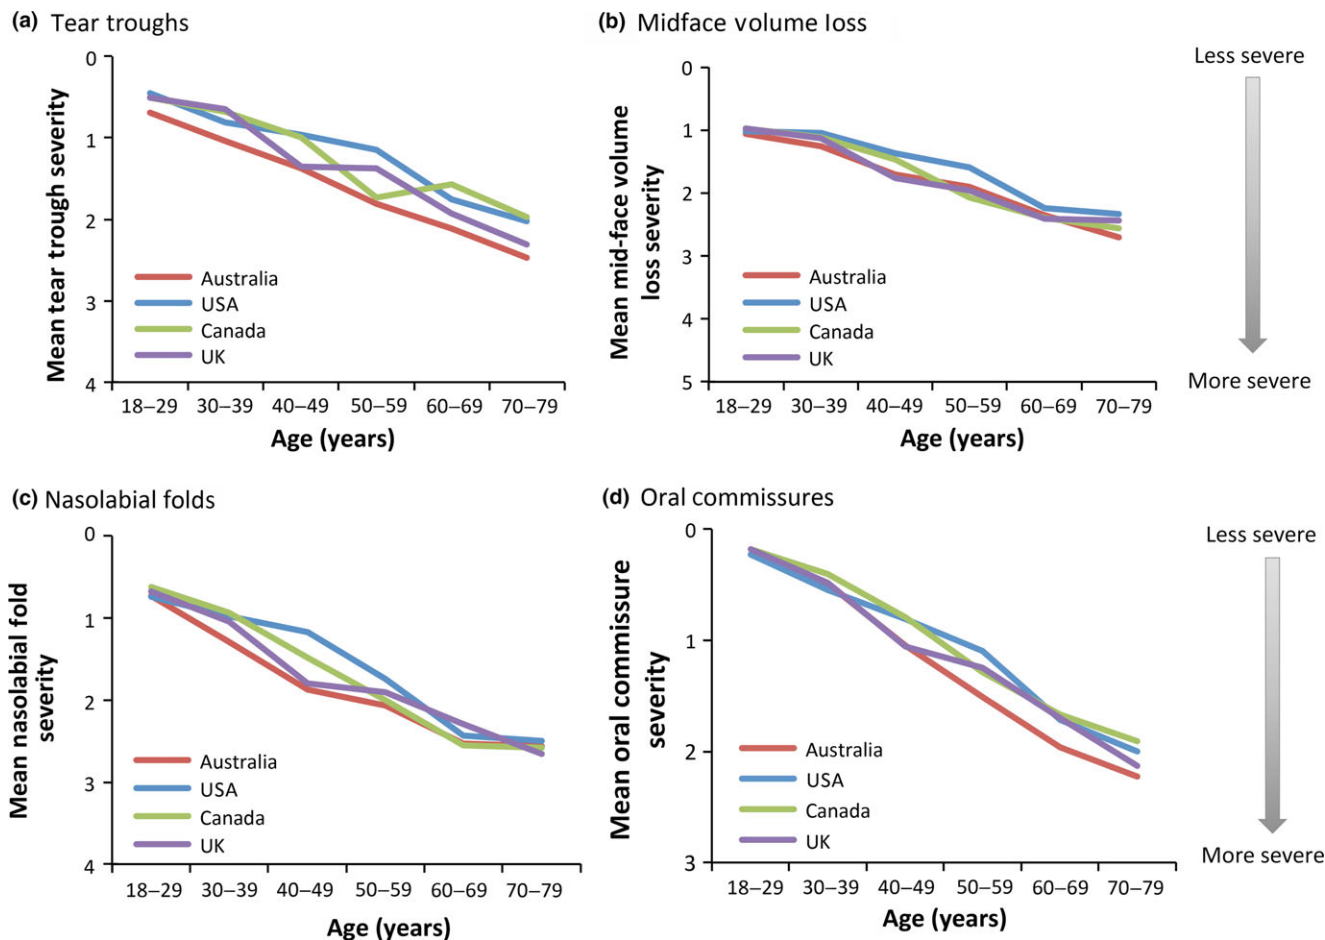 (a) Tear troughs
Mean tear trough severity
0
1
2
3
4
Australia
USA
Canada
UK
18–29 30–39 40–49 50–59 60–69 70–79
Age (years)
(b) Midface volume loss
Mean mid-face volume
loss severity
0
1
2
3
4
5
Australia
USA
Canada
UK
18–29 30–39 40–49 50–59 60–69 70–79
Age (years)
Less severe
More severe
(c) Nasolabial folds
Mean nasolabial fold
severity
0
1
2
3
4
Australia
USA
Canada
UK
18–29 30–39 40–49 50–59 60–69 70–79
Age (years)
(d) Oral commissures
Mean oral commissure
severity
0
1
2
3
Australia
USA
Canada
UK
18–29 30–39 40–49 50–59 60–69 70–79
Age (years)
Less severe
More severe